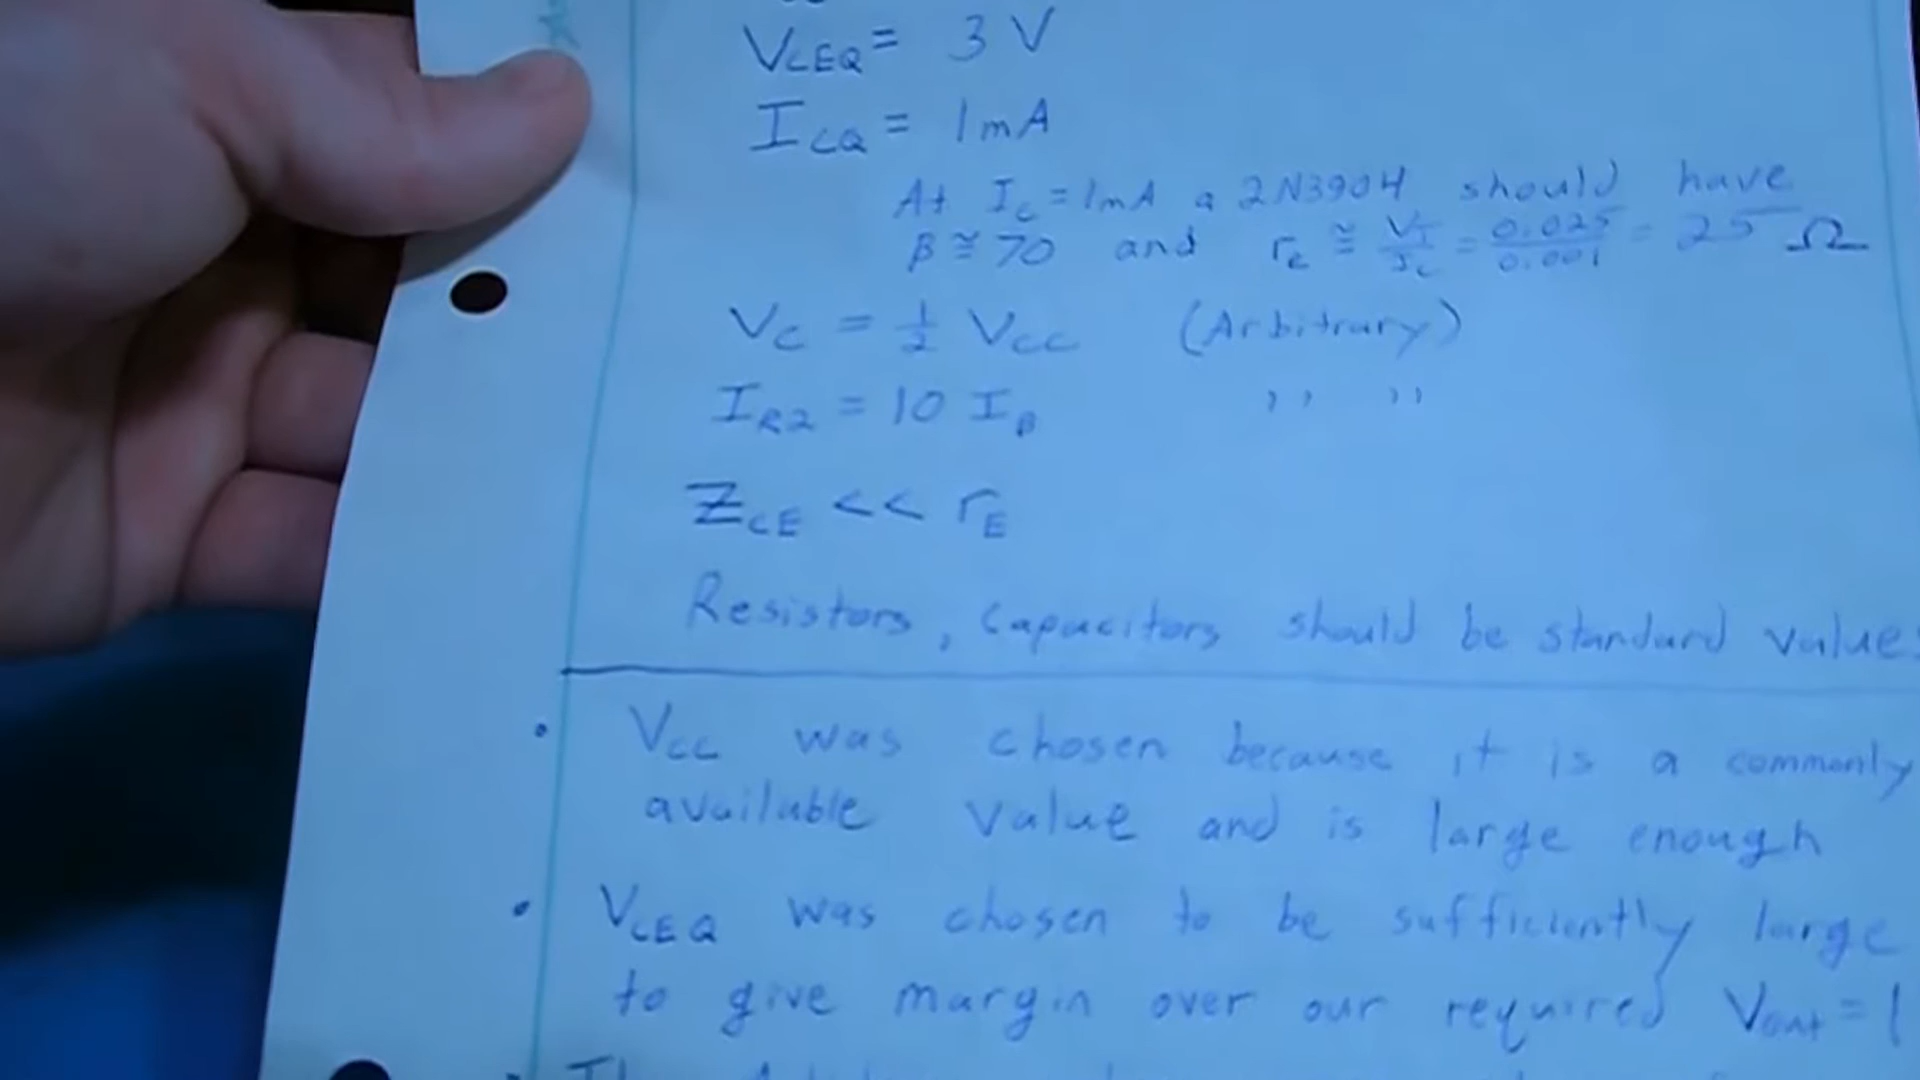 VCEQ = 3 V
ICQ = 1mA
At Ic = 1mA a 2N3904 should have
β ≅ 70 and re ≅ VT/Ic = 0.025/0.001 = 25 Ω
VC = 1/2 VCC (Arbitrary)
IR2 = 10 IB ,, ,,
ZCE << rE
Resistors, Capacitors should be standard value
• VCC was chosen because it is a commonly
available value and is large enough
• VCEQ was chosen to be sufficiently large
to give margin over our required Vout = 1